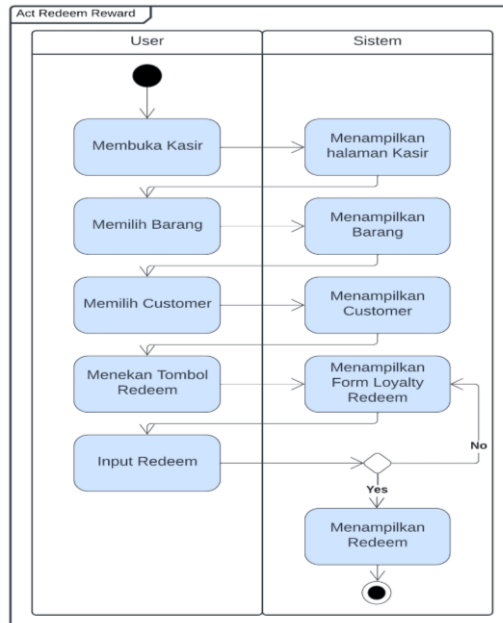 Act Redeem Reward
User
Sistem
Membuka Kasir
Menampilkan
halaman Kasir
Memilih Barang
Menampilkan
Barang
Memilih Customer
Menampilkan
Customer
Menekan Tombol
Redeem
Menampilkan
Form Loyalty
Redeem
Input Redeem
No
Yes
Menampilkan
Redeem